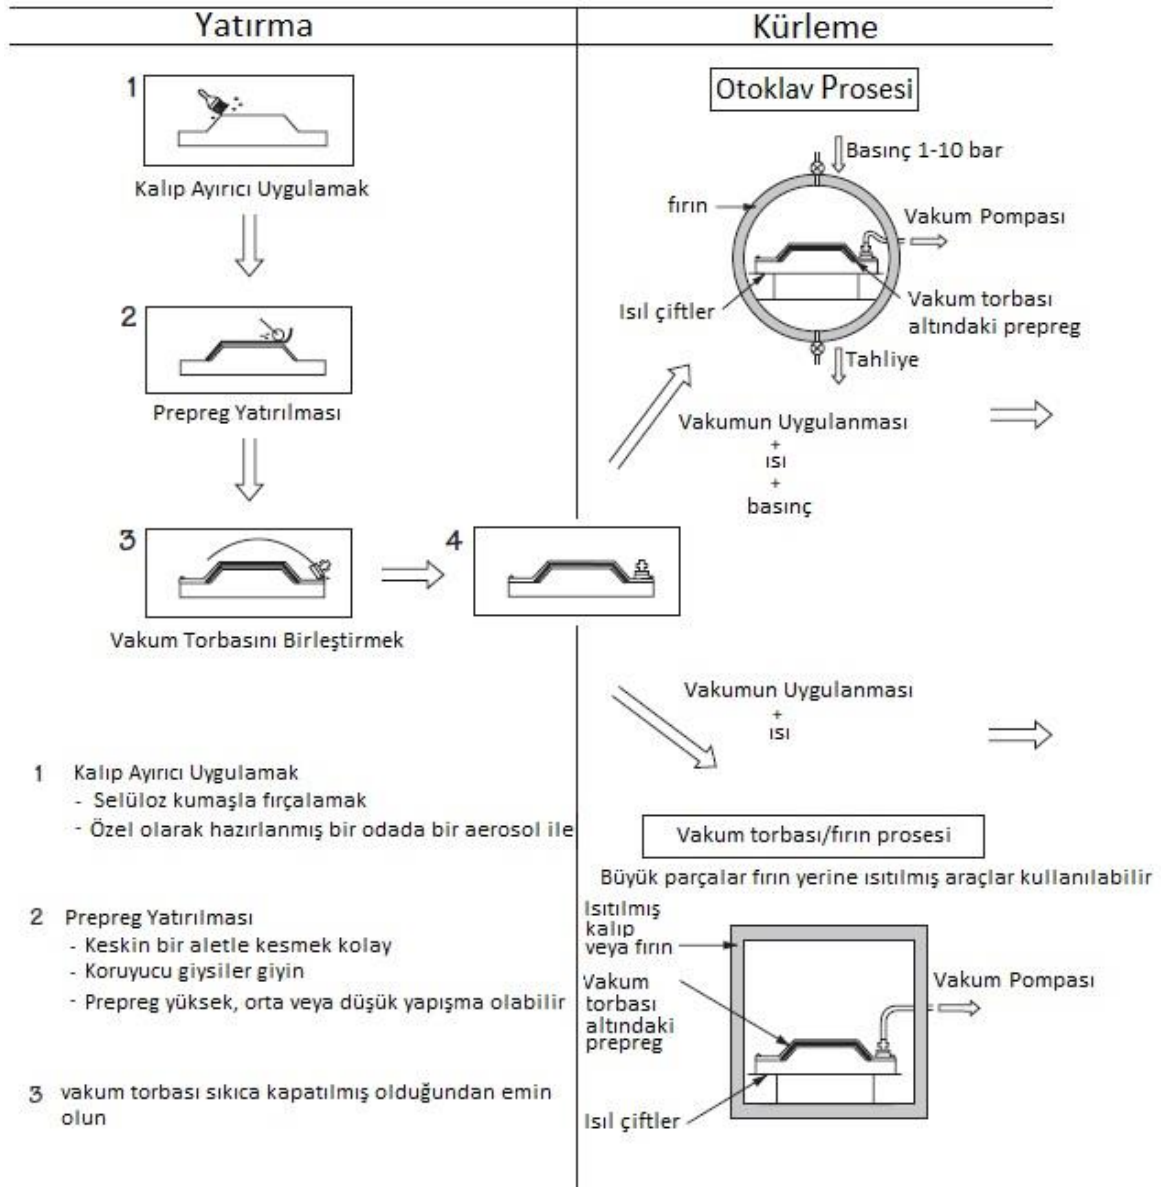 Yatırma
Kürleme
1
Kalıp Ayırıcı Uygulamak
2
Prepreg Yatırılması
3
Vakum Torbasını Birleştirmek
4
Otoklav Prosesi
Basınç 1-10 bar
fırın
Vakum Pompası
Isıl çiftler
Vakum torbası
altındaki prepreg
Tahliye
Vakumun Uygulanması
+
ısı
+
basınç
Vakumun Uygulanması
+
ısı
1 Kalıp Ayırıcı Uygulamak
- Selüloz kumaşla fırçalamak
- Özel olarak hazırlanmış bir odada bir aerosol ile
2 Prepreg Yatırılması
- Keskin bir aletle kesmek kolay
- Koruyucu giysiler giyin
- Prepreg yüksek, orta veya düşük yapışma olabilir
3 vakum torbası sıkıca kapatılmış olduğundan emin
olun
Vakum torbası/fırın prosesi
Büyük parçalar fırın yerine ısıtılmış araçlar kullanılabilir
Isıtılmış
kalıp
veya fırın
Vakum
torbası
altındaki
prepreg
Vakum Pompası
Isıl çiftler